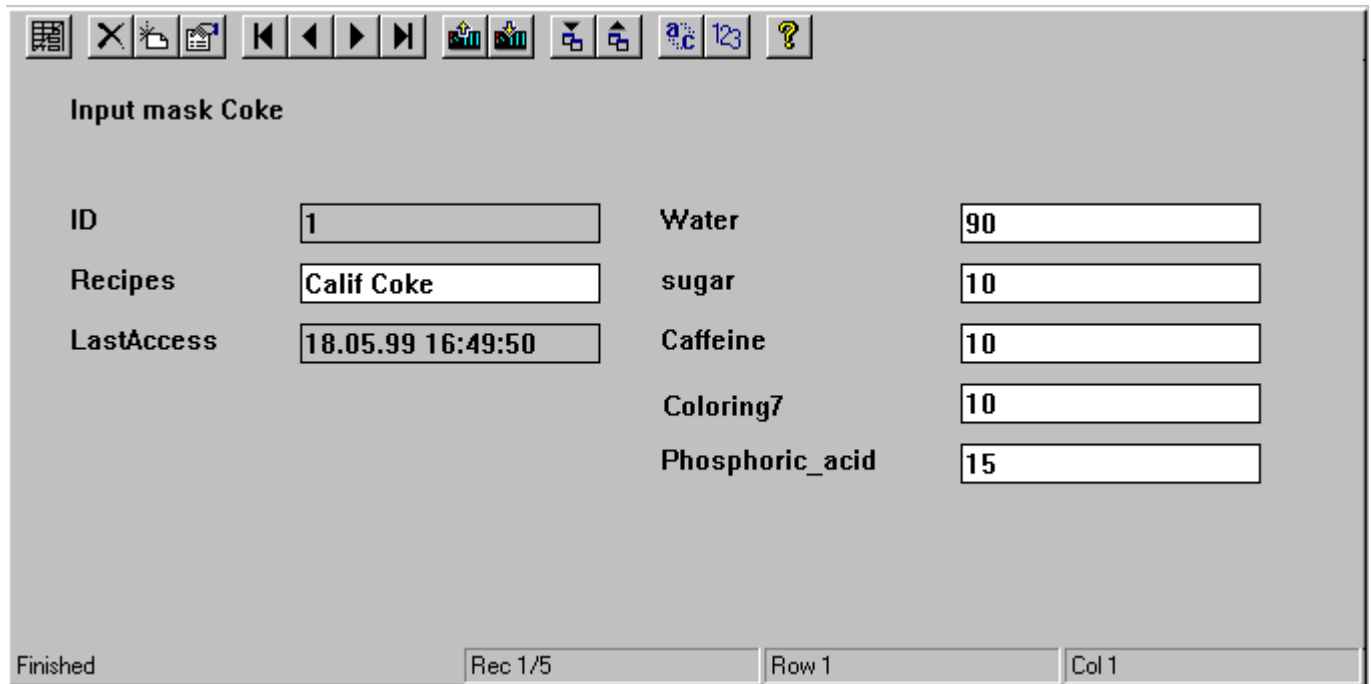 a c 123 ?
Input mask Coke
ID 1 Water 90
Recipes Calif Coke sugar 10
LastAccess 18.05.99 16:49:50 Caffeine 10
Coloring7 10
Phosphoric_acid 15
Finished Rec 1/5 Row 1 Col 1